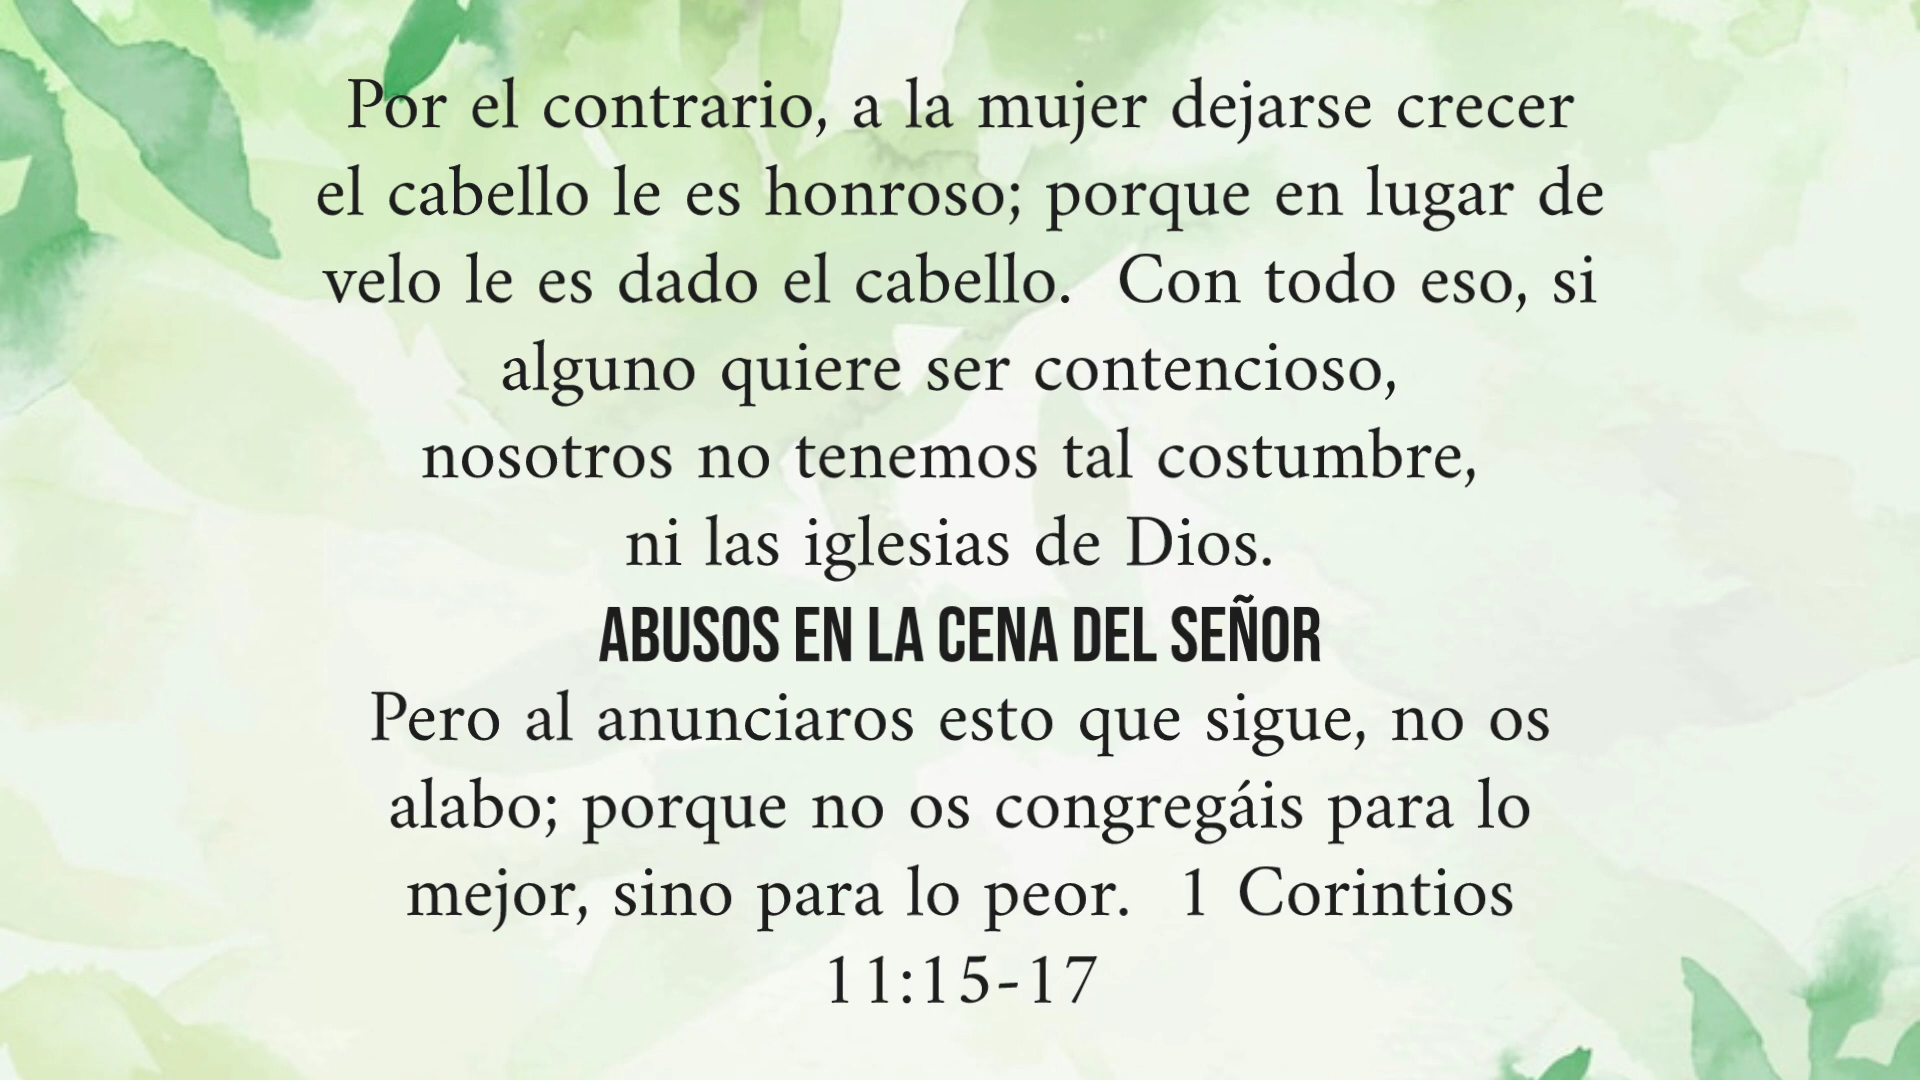 Por el contrario, a la mujer dejarse crecer
el cabello le es honroso; porque en lugar de
velo le es dado el cabello.  Con todo eso, si
alguno quiere ser contencioso,
nosotros no tenemos tal costumbre,
ni las iglesias de Dios.
ABUSOS EN LA CENA DEL SEÑOR
Pero al anunciaros esto que sigue, no os
alabo; porque no os congregáis para lo
mejor, sino para lo peor.  1 Corintios
11:15-17